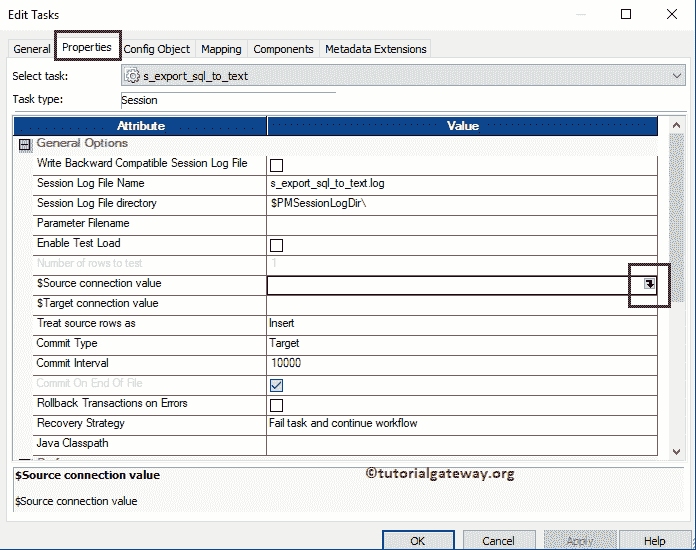 Edit Tasks
General Properties Config Object Mapping Components Metadata Extensions
Select task: s_export_sql_to_text
Task type: Session
Attribute Value
General Options
Write Backward Compatible Session Log File
Session Log File Name s_export_sql_to_text.log
Session Log File directory $PMSessionLogDir\
Parameter Filename
Enable Test Load
Number of rows to test 1
$Source connection value
$Target connection value
Treat source rows as Insert
Commit Type Target
Commit Interval 10000
Commit On End Of File
Rollback Transactions on Errors
Recovery Strategy Fail task and continue workflow
Java Classpath
$Source connection value
©tutorialgateway.org
$Source connection value
OK Cancel Apply Help